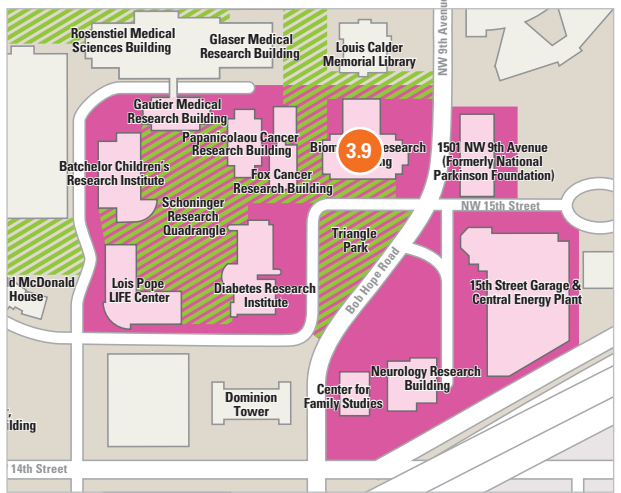 Rosenstiel Medical
Sciences Building
Glaser Medical
Research Building
Louis Calder
Memorial Library
NW 9th Avenue
Gautier Medical
Research Building
Papanicolaou Cancer
Research Building
Biom
3.9
esearch
ng
1501 NW 9th Avenue
(Formerly National
Parkinson Foundation)
Batchelor Children's
Research Institute
Fox Cancer
Research Building
Schoninger
Research
Quadrangle
NW 15th Street
Triangle
Park
Bob Hope Road
d McDonald
House
Lois Pope
LIFE Center
Diabetes Research
Institute
15th Street Garage &
Central Energy Plant
Neurology Research
Building
Center for
Family Studies
Dominion
Tower
,
lding
14th Street